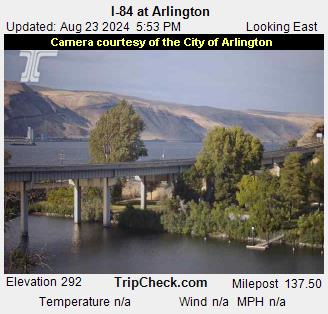 I-84 at Arlington
Updated: Aug 23 2024 5:53 PM Looking East
Camera courtesy of the City of Arlington
Elevation 292 TripCheck.com Milepost 137.50
Temperature n/a Wind n/a MPH n/a